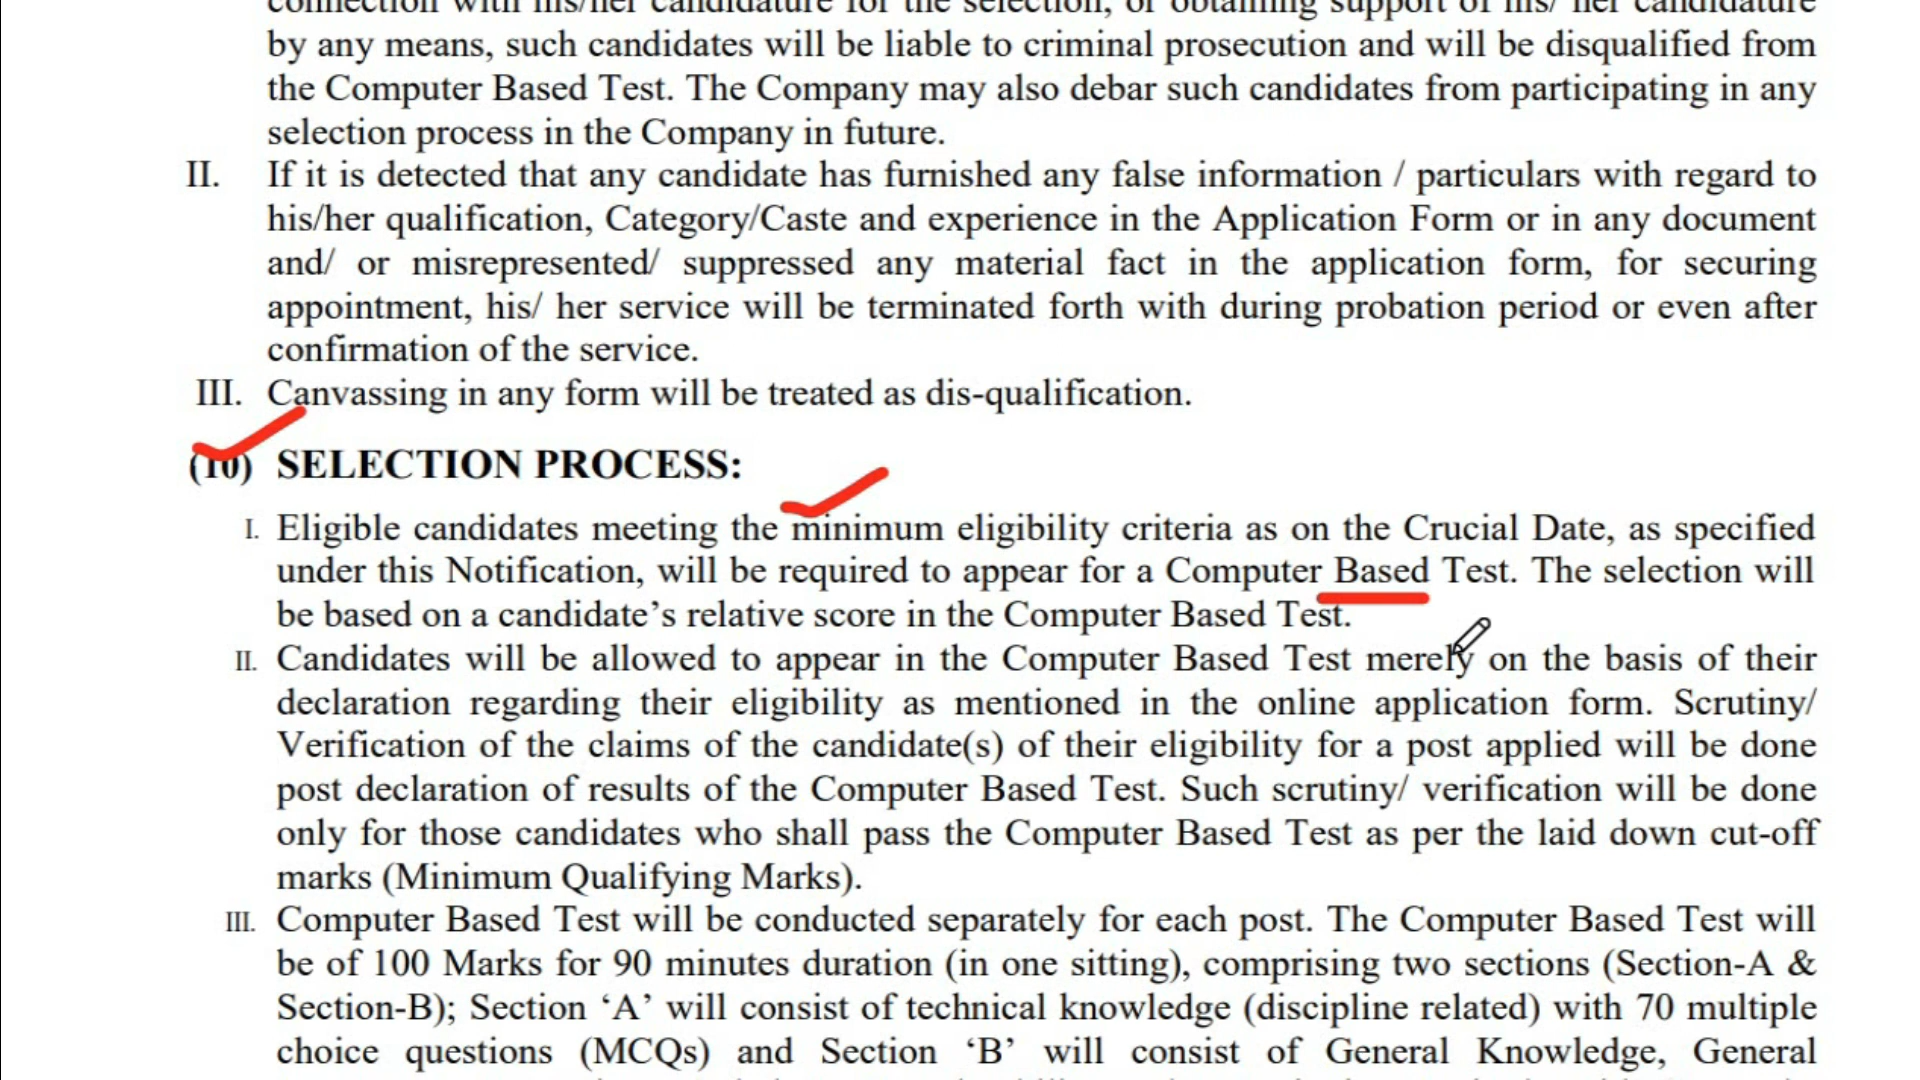 connection with his/her candidature for the selection, or obtaining support of his/ her candidature
by any means, such candidates will be liable to criminal prosecution and will be disqualified from
the Computer Based Test. The Company may also debar such candidates from participating in any
selection process in the Company in future.
II. If it is detected that any candidate has furnished any false information / particulars with regard to
his/her qualification, Category/Caste and experience in the Application Form or in any document
and/ or misrepresented/ suppressed any material fact in the application form, for securing
appointment, his/ her service will be terminated forth with during probation period or even after
confirmation of the service.
III. Canvassing in any form will be treated as dis-qualification.
(10) SELECTION PROCESS:
I. Eligible candidates meeting the minimum eligibility criteria as on the Crucial Date, as specified
under this Notification, will be required to appear for a Computer Based Test. The selection will
be based on a candidate’s relative score in the Computer Based Test.
II. Candidates will be allowed to appear in the Computer Based Test merely on the basis of their
declaration regarding their eligibility as mentioned in the online application form. Scrutiny/
Verification of the claims of the candidate(s) of their eligibility for a post applied will be done
post declaration of results of the Computer Based Test. Such scrutiny/ verification will be done
only for those candidates who shall pass the Computer Based Test as per the laid down cut-off
marks (Minimum Qualifying Marks).
III. Computer Based Test will be conducted separately for each post. The Computer Based Test will
be of 100 Marks for 90 minutes duration (in one sitting), comprising two sections (Section-A &
Section-B); Section ‘A’ will consist of technical knowledge (discipline related) with 70 multiple
choice questions (MCQs) and Section ‘B’ will consist of General Knowledge, General